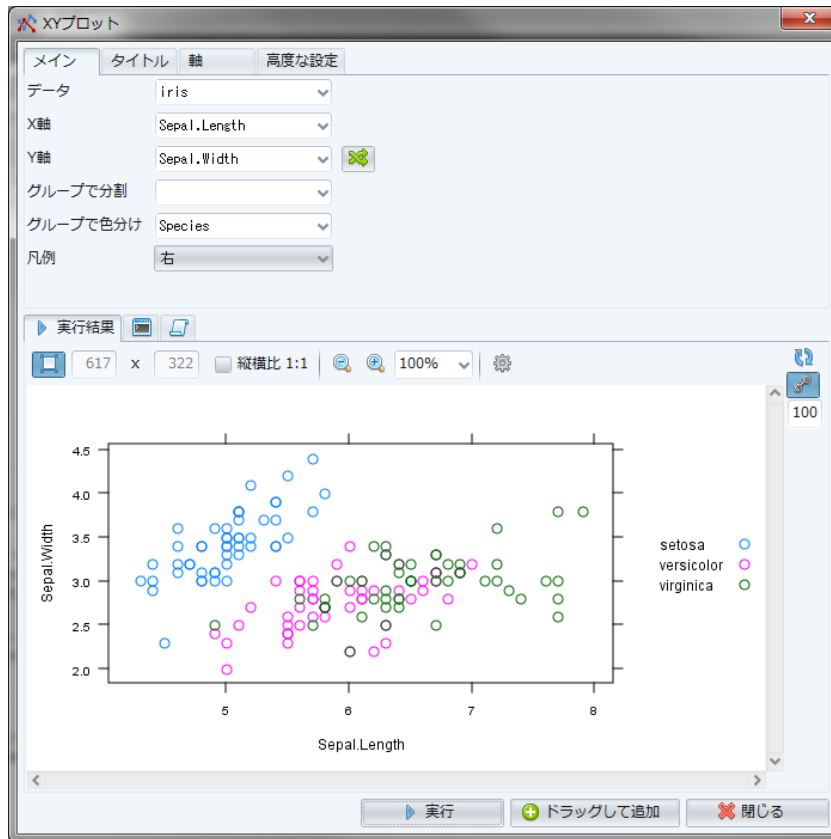 XYプロット
メイン タイトル 軸 高度な設定
データ iris
X軸 Sepal.Length
Y軸 Sepal.Width
グループで分割
グループで色分け Species
凡例 右
実行結果
617 x 322 縦横比 1:1 100%
100
4.5
4.0
3.5
3.0
2.5
2.0
Sepal.Width
setosa
versicolor
virginica
5 6 7 8
Sepal.Length
実行 ドラッグして追加 閉じる